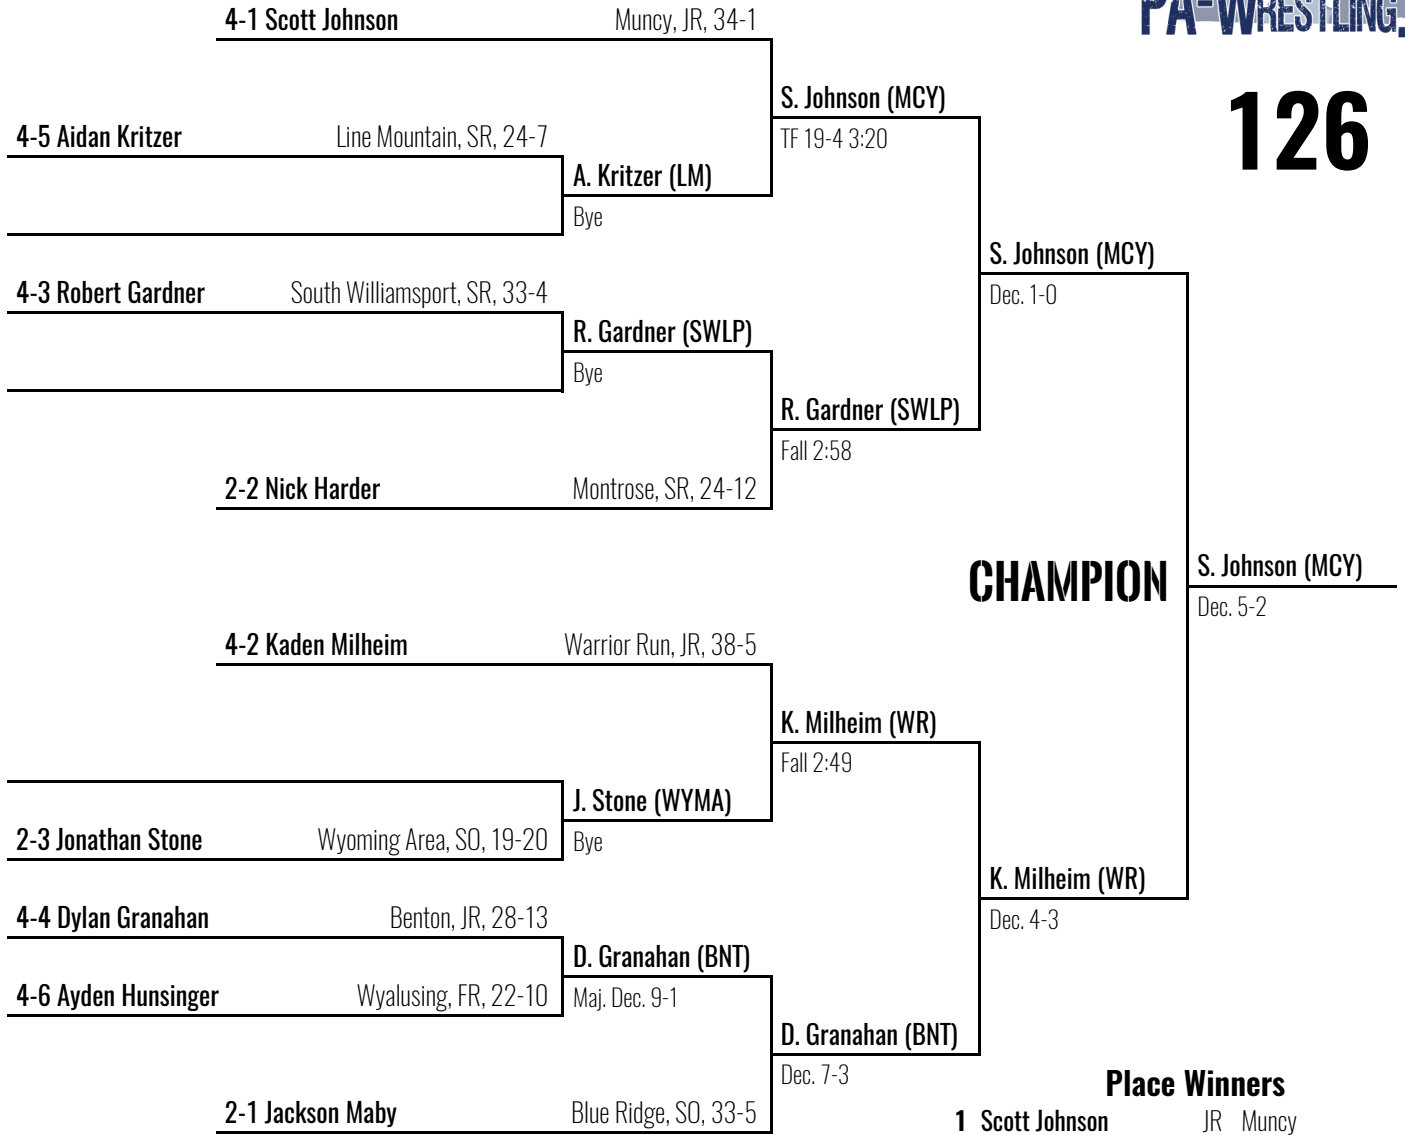 4-1 Scott Johnson Muncy, JR, 34-1
PA-WRESTLING.
S. Johnson (MCY)
126
4-5 Aidan Kritzer Line Mountain, SR, 24-7
TF 19-4 3:20
A. Kritzer (LM)
Bye
S. Johnson (MCY)
4-3 Robert Gardner South Williamsport, SR, 33-4
Dec. 1-0
R. Gardner (SWLP)
Bye
R. Gardner (SWLP)
Fall 2:58
2-2 Nick Harder Montrose, SR, 24-12
CHAMPION
S. Johnson (MCY)
Dec. 5-2
4-2 Kaden Milheim Warrior Run, JR, 38-5
K. Milheim (WR)
Fall 2:49
J. Stone (WYMA)
2-3 Jonathan Stone Wyoming Area, SO, 19-20
Bye
K. Milheim (WR)
4-4 Dylan Granahan Benton, JR, 28-13
Dec. 4-3
D. Granahan (BNT)
4-6 Ayden Hunsinger Wyalusing, FR, 22-10
Maj. Dec. 9-1
D. Granahan (BNT)
Dec. 7-3
Place Winners
2-1 Jackson Maby Blue Ridge, SO, 33-5
1 Scott Johnson JR Muncy